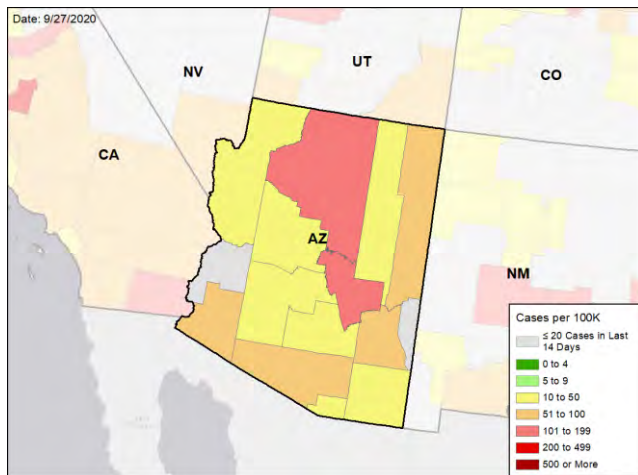 Date: 9/27/2020
NV
UT
CO
CA
AZ
NM
Cases per 100K
≤ 20 Cases in Last
14 Days
0 to 4
5 to 9
10 to 50
51 to 100
101 to 199
200 to 499
500 or More